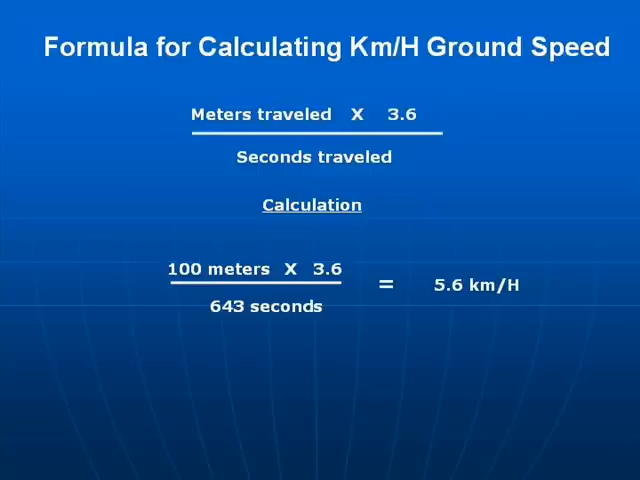 Formula for Calculating Km/H Ground Speed
Meters traveled X 3.6
Seconds traveled
Calculation
100 meters X 3.6
= 5.6 km/H
643 seconds